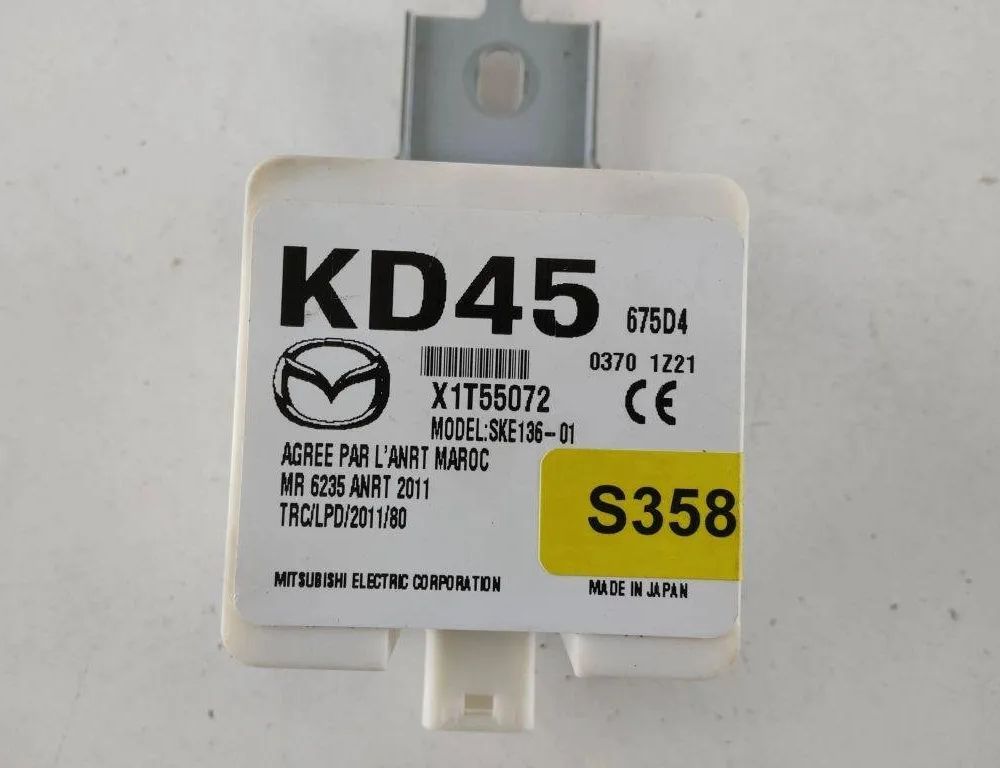 KD45 675D4
0370 1Z21
X1T55072
CE
MODEL:SKE136-01
AGREE PAR L'ANRT MAROC
MR 6235 ANRT 2011
TRC/LPD/2011/80
S358
MITSUBISHI ELECTRIC CORPORATION
MADE IN JAPAN